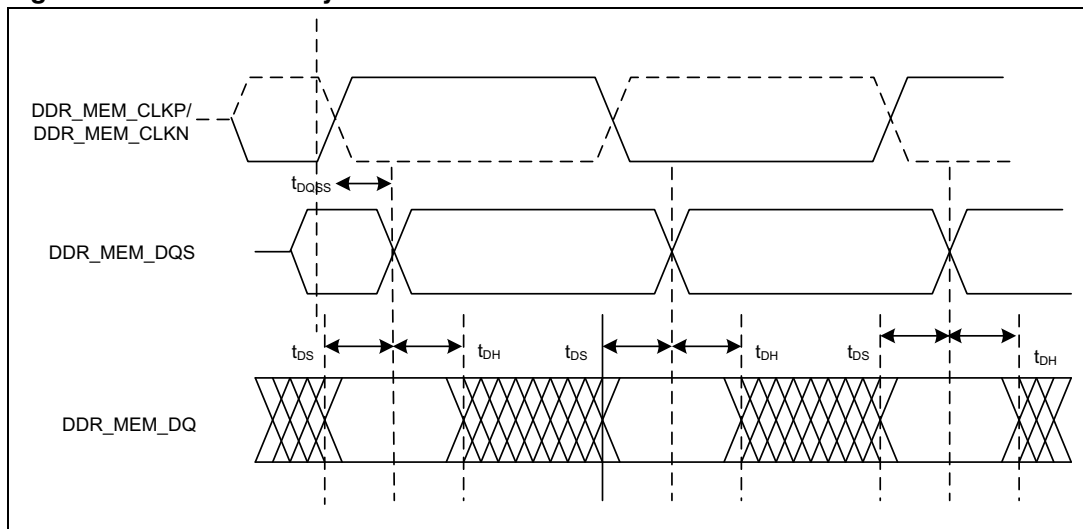 DDR_MEM_CLKP/
DDR_MEM_CLKN
tDQSS
DDR_MEM_DQS
tDS
tDH
tDS
tDH
tDS
tDH
DDR_MEM_DQ